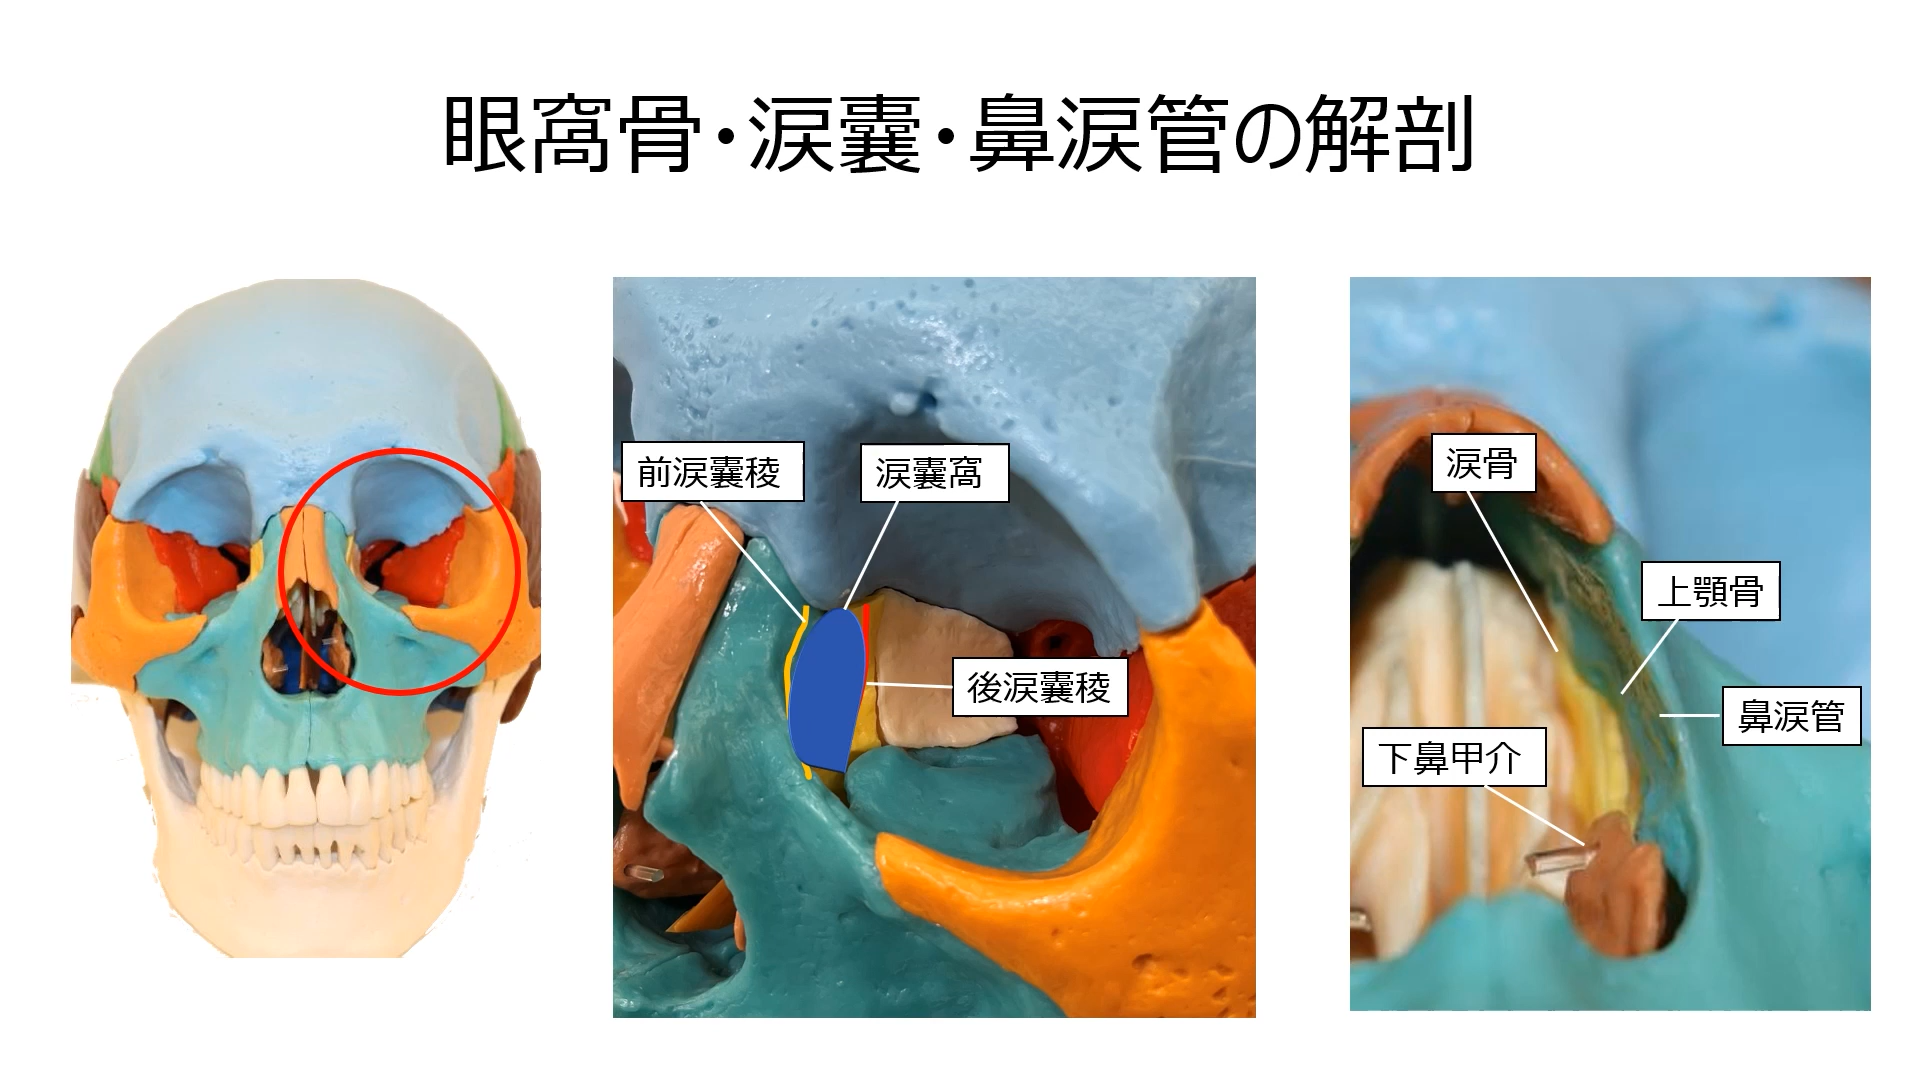 眼窩骨・涙嚢・鼻涙管の解剖
前涙嚢稜
涙嚢窩
後涙嚢稜
涙骨
上顎骨
鼻涙管
下鼻甲介